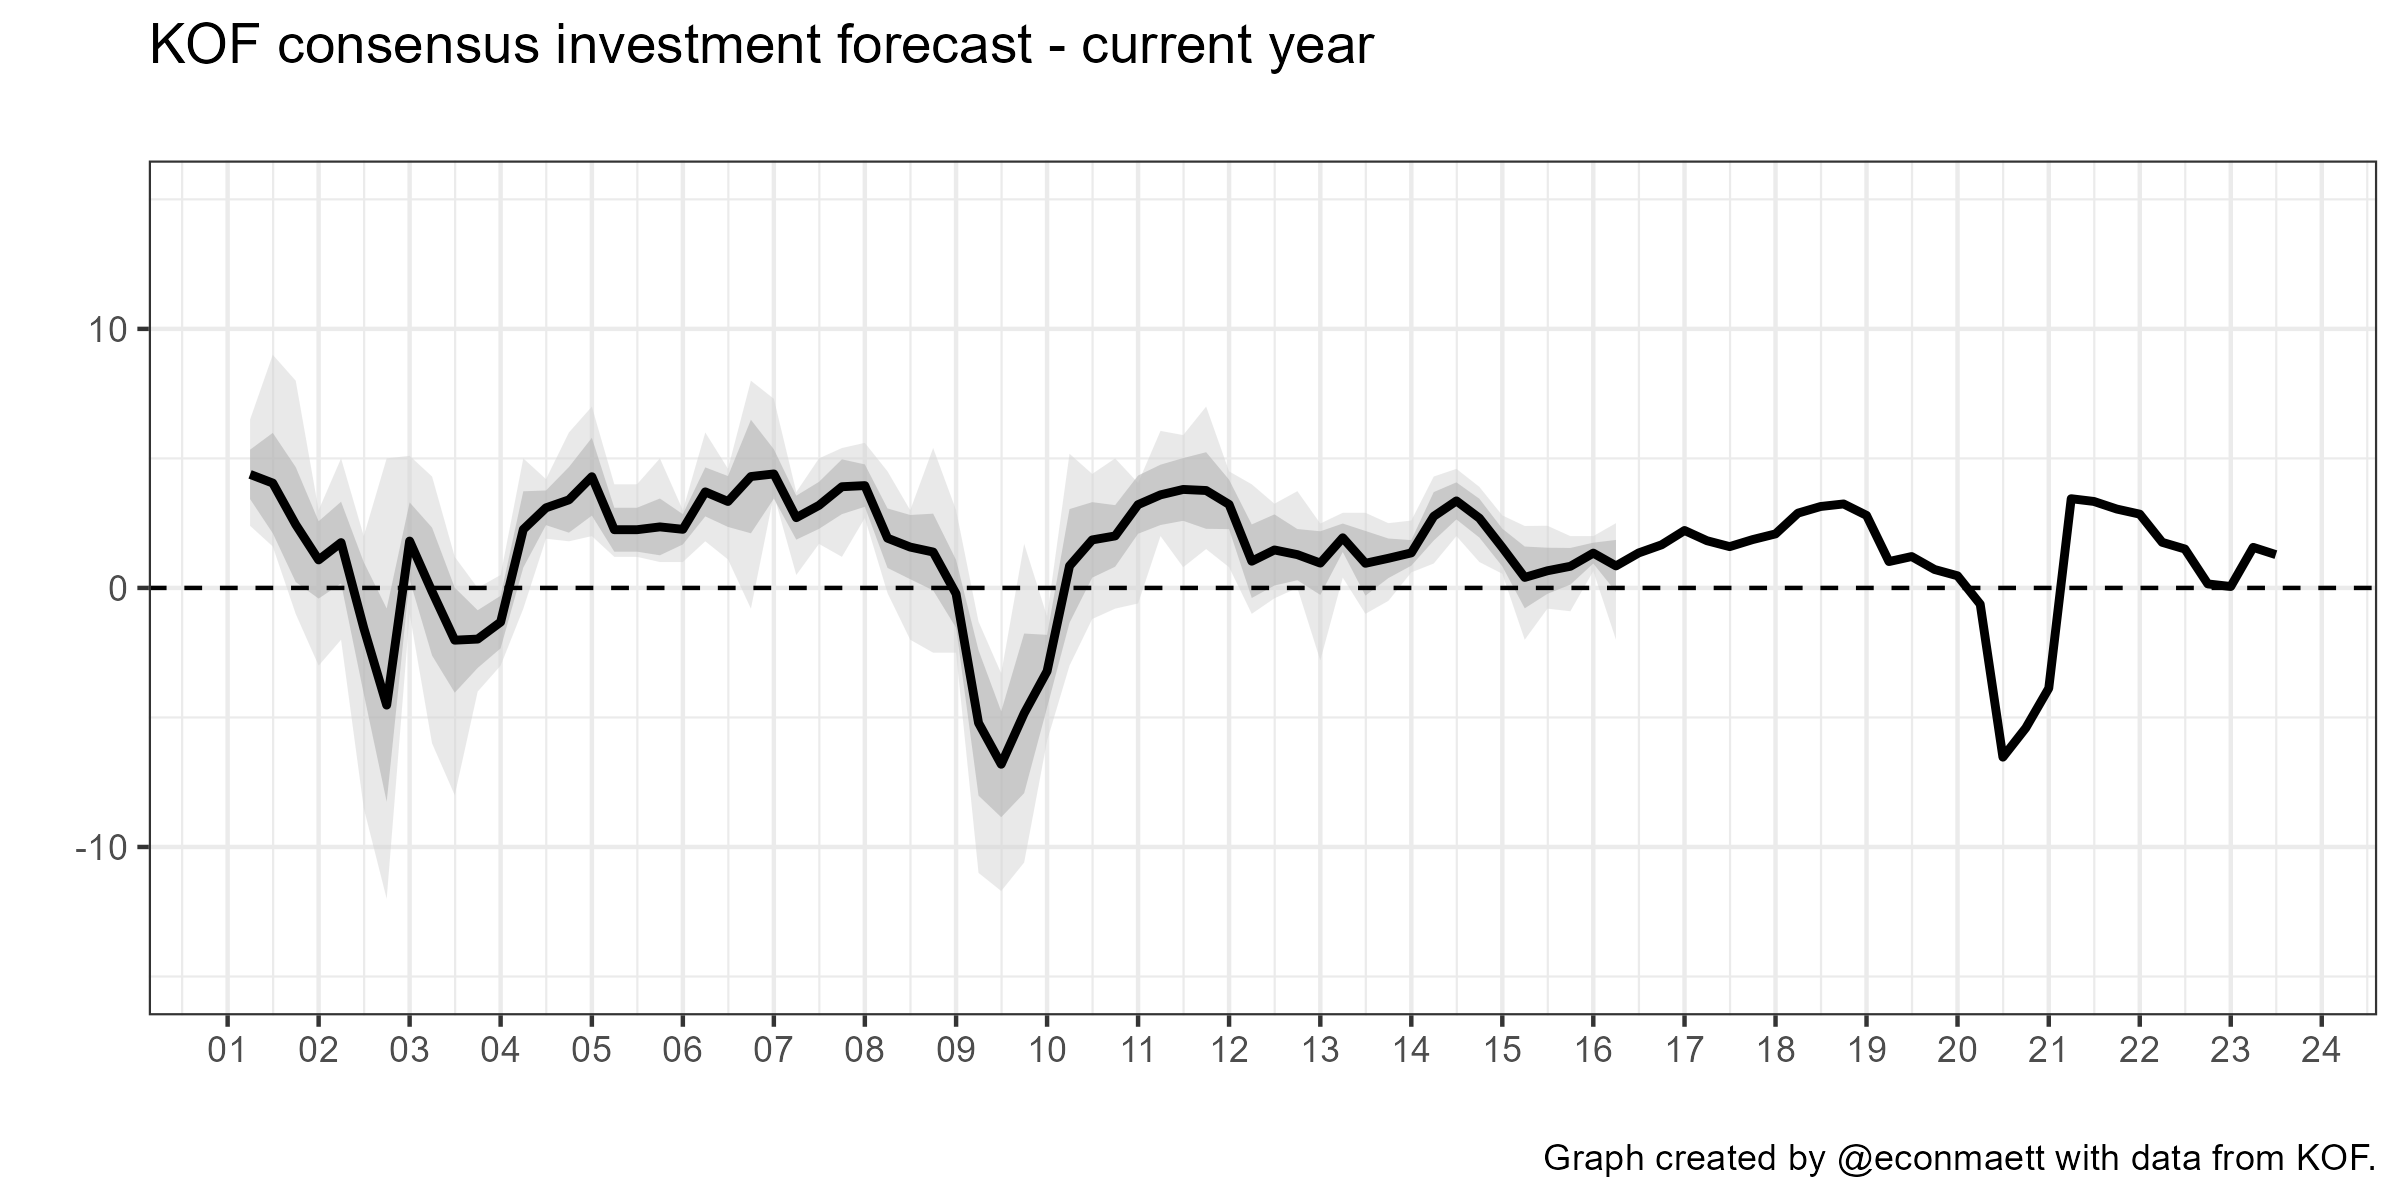 KOF consensus investment forecast - current year
10
0
-10
01 02 03 04 05 06 07 08 09 10 11 12 13 14 15 16 17 18 19 20 21 22 23 24
Graph created by @econmaett with data from KOF.